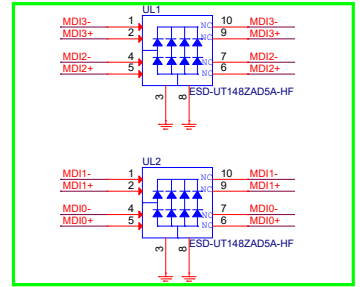 UL1
MDI3- 1 10 MDI3-
MDI3+ 2 NC 9 MDI3+
NC
MDI2- 4 7 MDI2-
NC
MDI2+ 5 NC 6 MDI2+
ESD-UT148ZAD5A-HF
3 8
UL2
MDI1- 1 NC 10 MDI1-
MDI1+ 2 NC 9 MDI1+
MDI0- 4 NC 7 MDI0-
MDI0+ 5 NC 6 MDI0+
ESD-UT148ZAD5A-HF
3 8